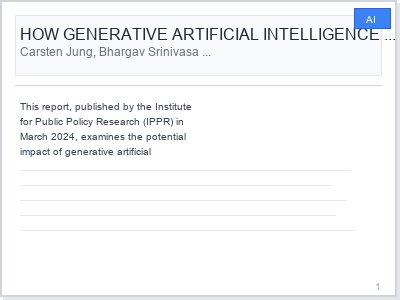 AI
HOW GENERATIVE ARTIFICIAL INTELLIGENCE ...
Carsten Jung, Bhargav Srinivasa ...
This report, published by the Institute
for Public Policy Research (IPPR) in
March 2024, examines the potential
impact of generative artificial
1